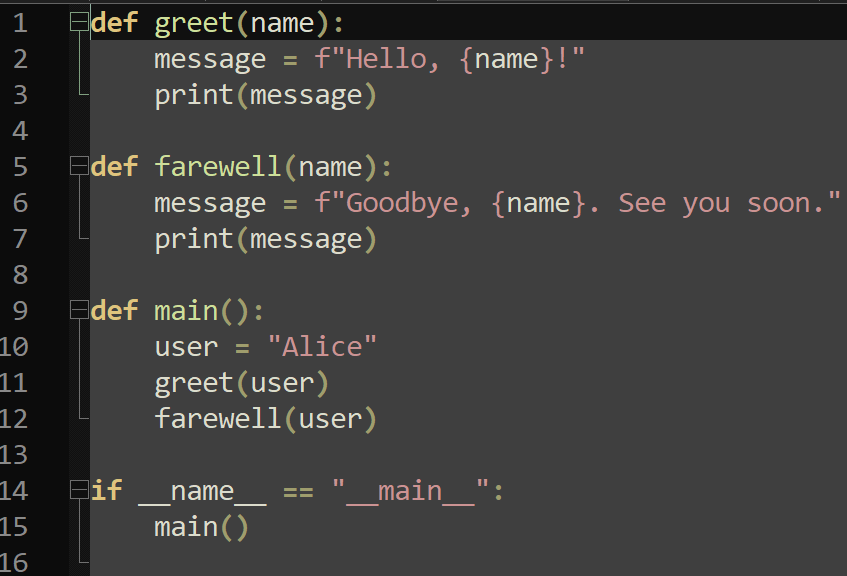 1 def greet(name):
2     message = f"Hello, {name}!"
3     print(message)
4
5 def farewell(name):
6     message = f"Goodbye, {name}. See you soon."
7     print(message)
8
9 def main():
10     user = "Alice"
11     greet(user)
12     farewell(user)
13
14 if __name__ == "__main__":
15     main()
16